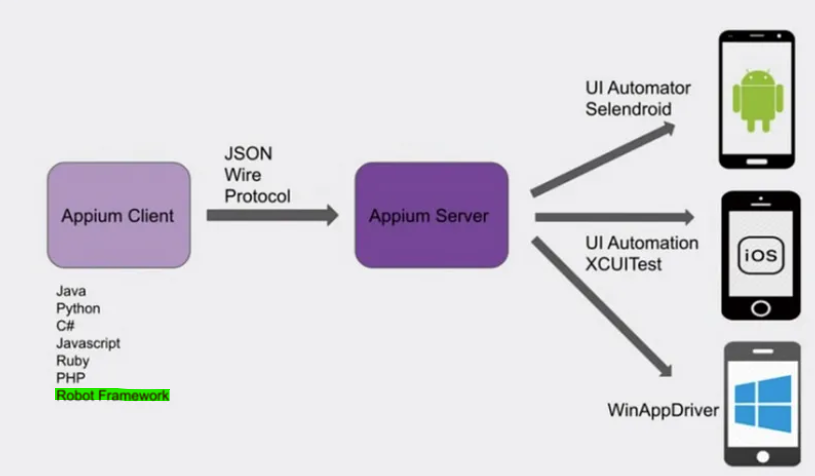 UI Automator
Selendroid
JSON
Wire
Protocol
Appium Client
Appium Server
UI Automation
XCUITest
iOS
Java
Python
C#
Javascript
Ruby
PHP
Robot Framework
WinAppDriver